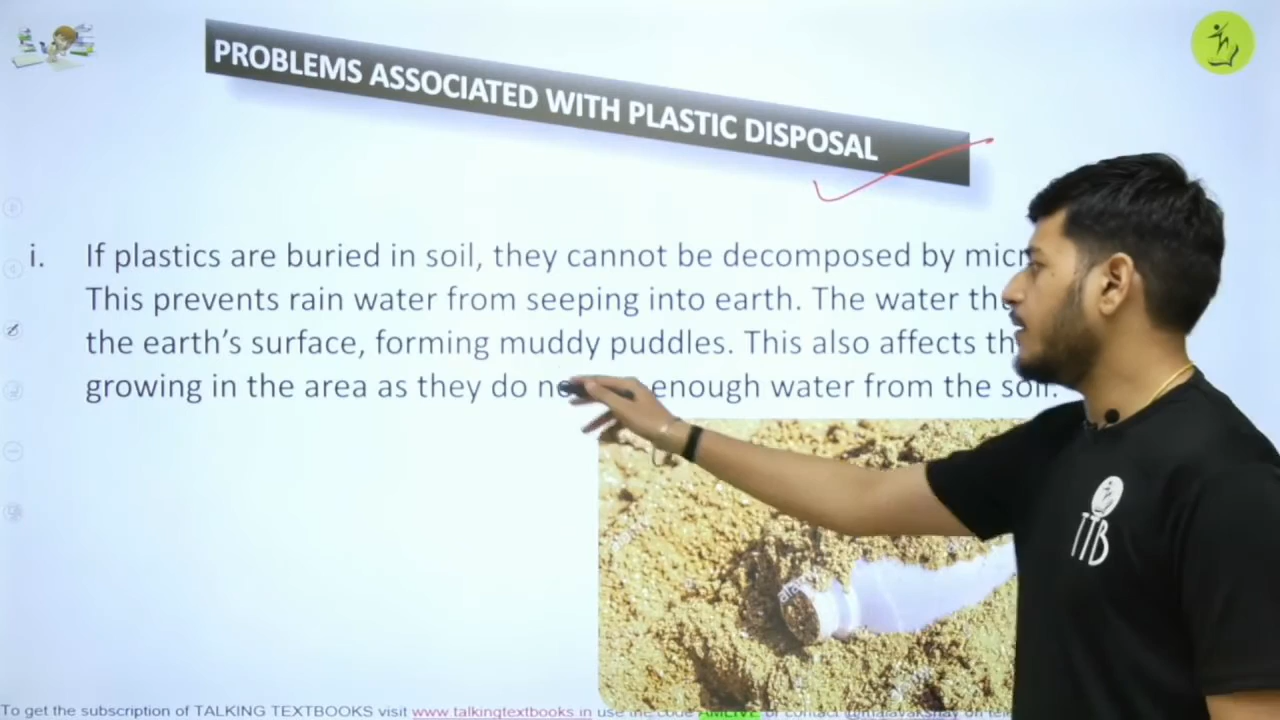 PROBLEMS ASSOCIATED WITH PLASTIC DISPOSAL
i. If plastics are buried in soil, they cannot be decomposed by
This prevents rain water from seeping into earth. The water
the earth's surface, forming muddy puddles. This also affects
growing in the area as they do enough water from the soil.
TTB
To get the subscription of TALKING TEXTBOOKS visit www.talkingtextbooks.in use the code AMLIVE or contact